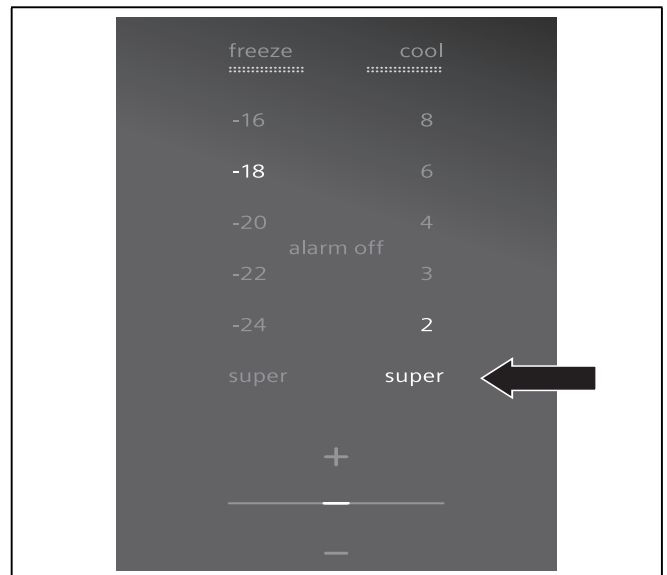 freeze cool
-16 8
-18 6
-20 4
alarm off
-22 3
-24 2
super super
+
–